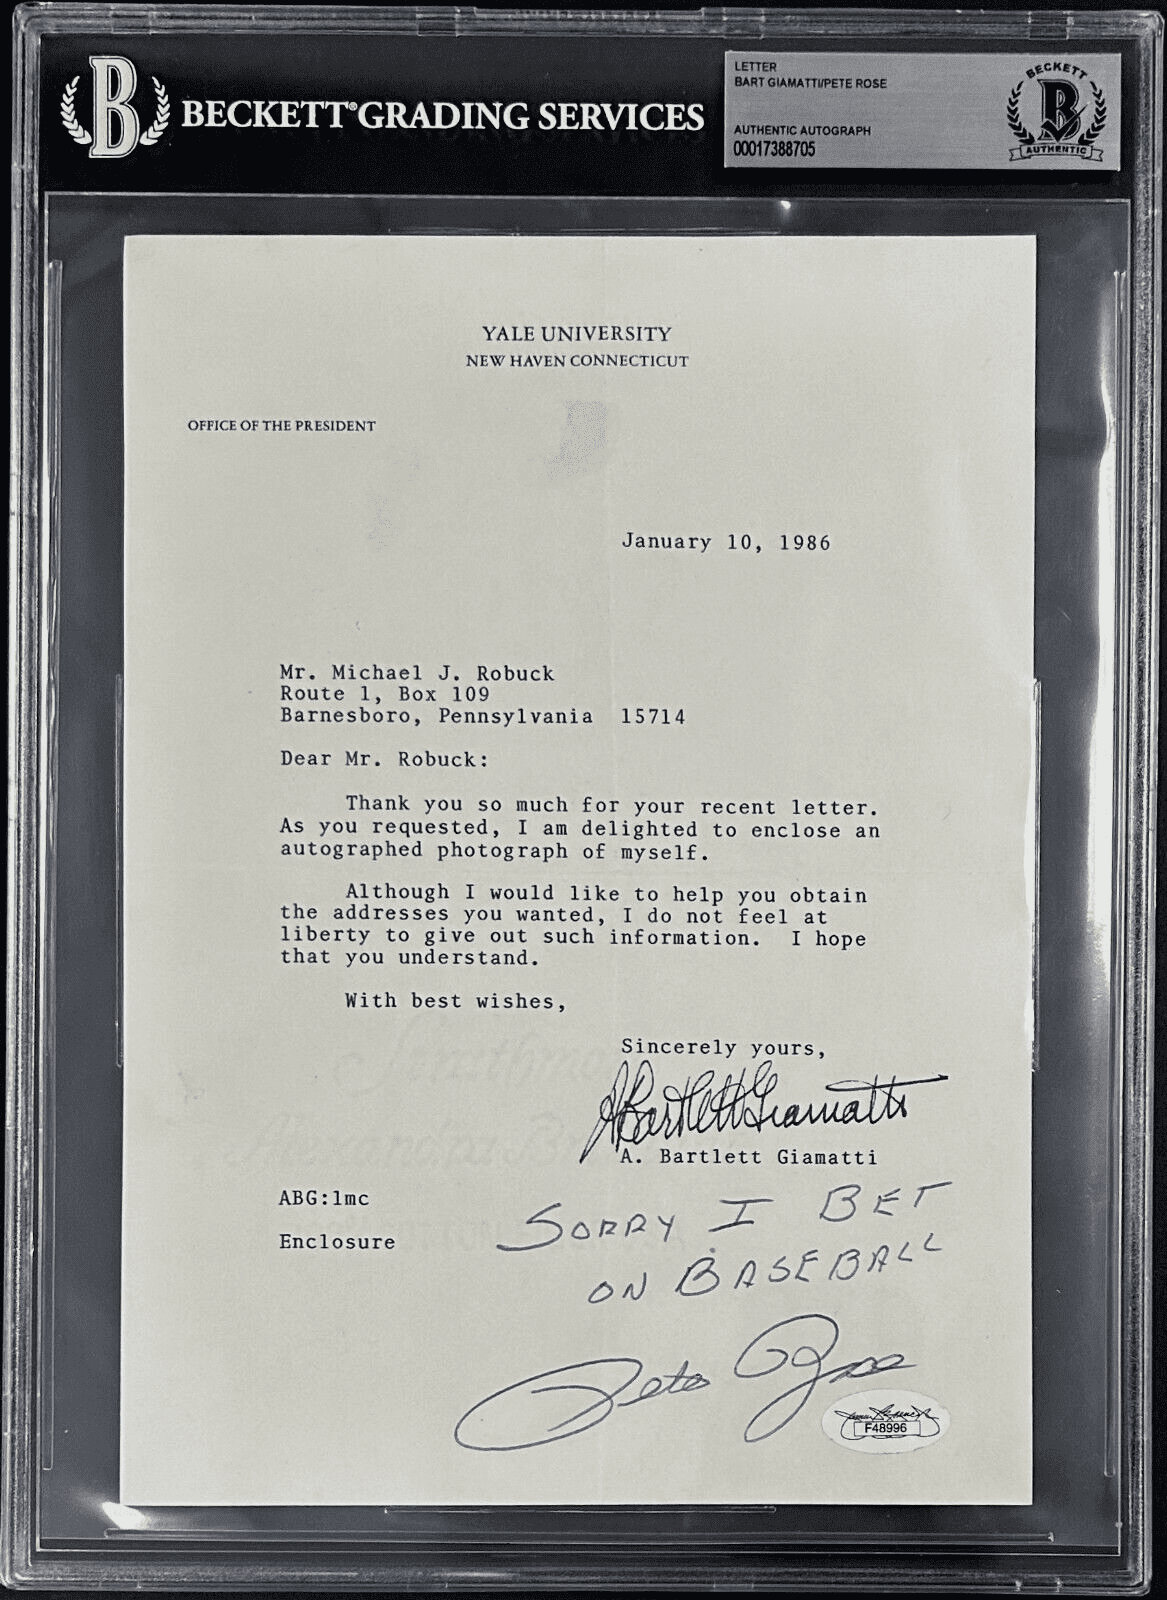 B BECKETT® GRADING SERVICES
LETTER
BART GIAMATTI/PETE ROSE
AUTHENTIC AUTOGRAPH
00017388705
BECKETT
B
AUTHENTIC
YALE UNIVERSITY
NEW HAVEN CONNECTICUT
OFFICE OF THE PRESIDENT
January 10, 1986
Mr. Michael J. Robuck
Route 1, Box 109
Barnesboro, Pennsylvania 15714
Dear Mr. Robuck:
Thank you so much for your recent letter.
As you requested, I am delighted to enclose an
autographed photograph of myself.
Although I would like to help you obtain
the addresses you wanted, I do not feel at
liberty to give out such information. I hope
that you understand.
With best wishes,
Sincerely yours,
A Bartlett Giamatti
A. Bartlett Giamatti
ABG:lmc
Enclosure
SORRY I BET
ON BASEBALL
Pete Rose
F48996